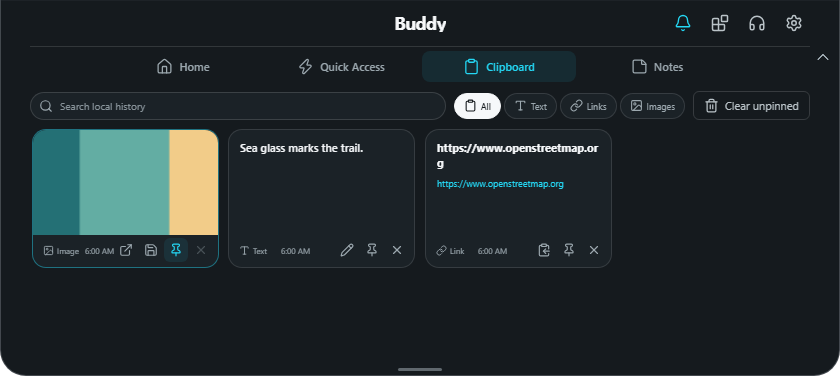 Buddy
Home
Quick Access
Clipboard
Notes
Search local history
All
Text
Links
Images
Clear unpinned
Image 6:00 AM
Sea glass marks the trail.
Text 6:00 AM
https://www.openstreetmap.or
g
https://www.openstreetmap.org
Link 6:00 AM